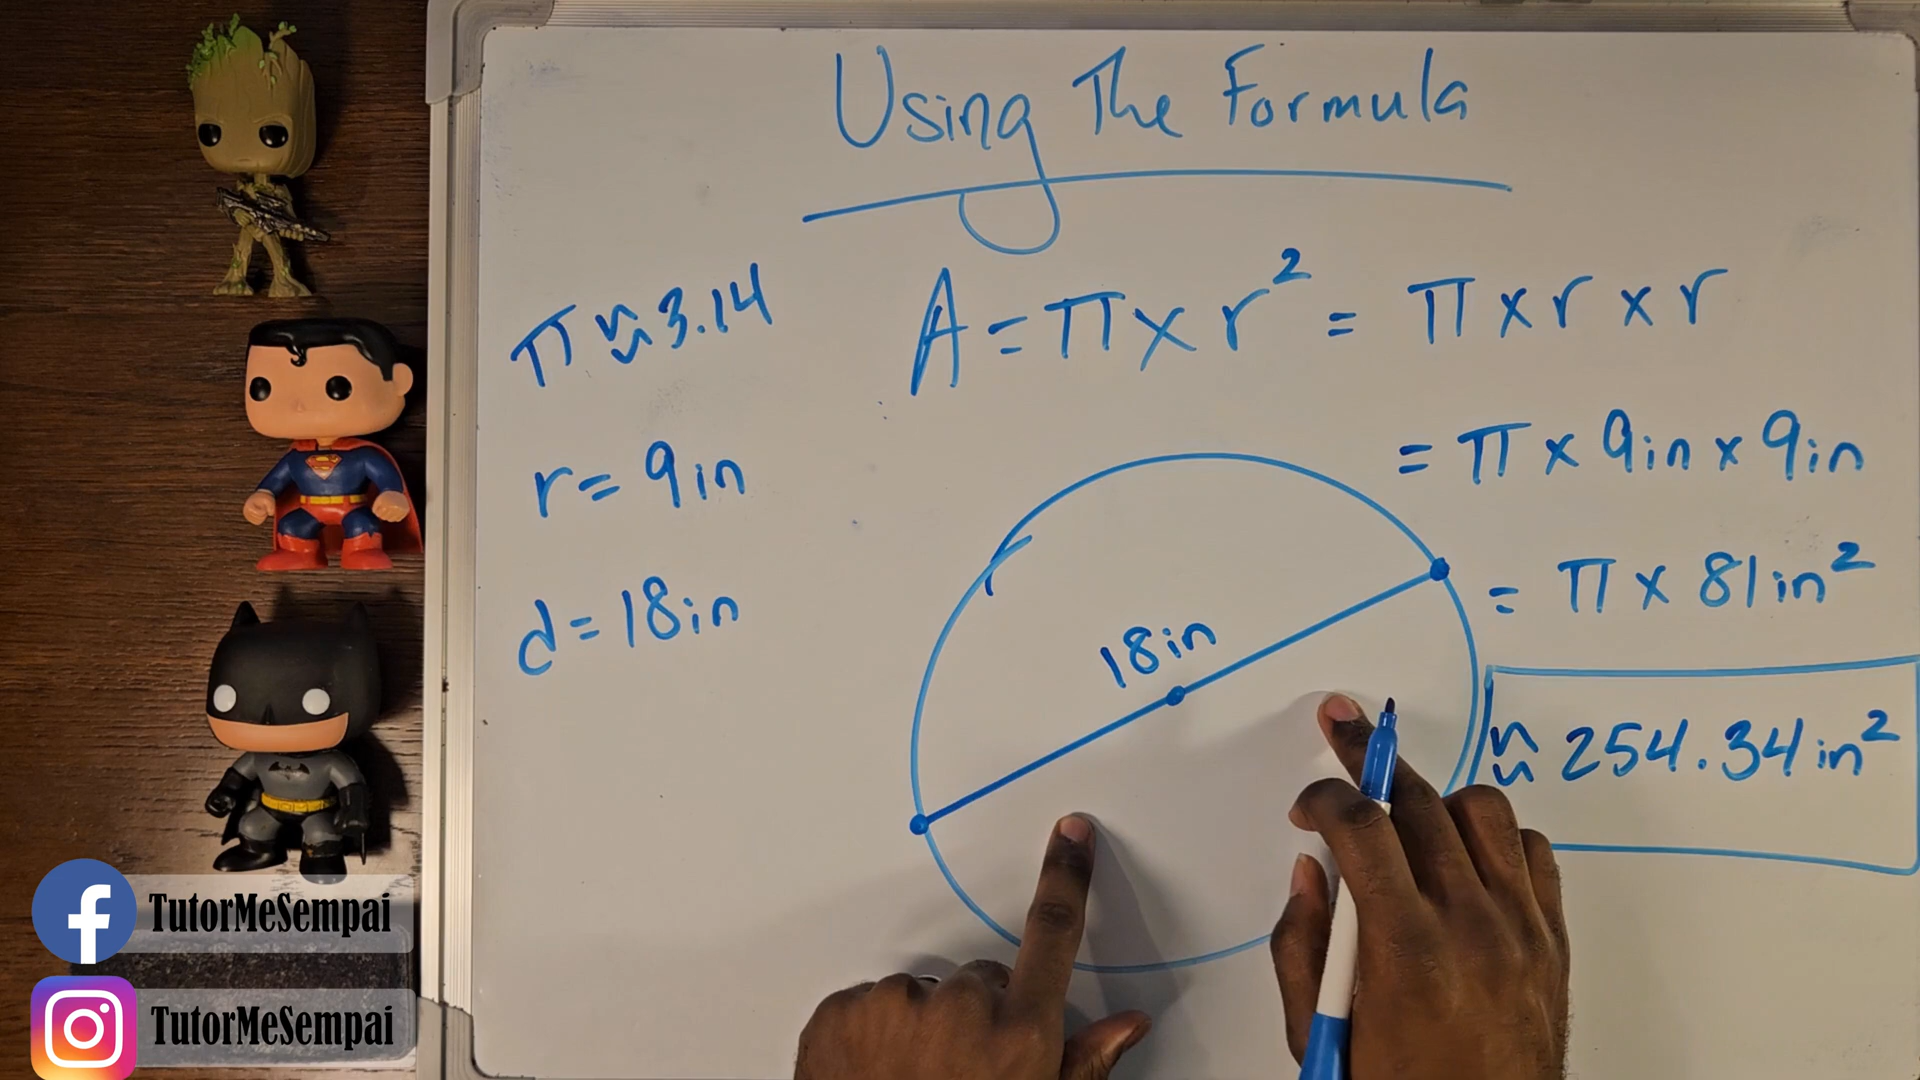 Using The Formula
π ≈ 3.14
A = π × r² = π × r × r
r = 9in
= π × 9in × 9in
d = 18in
= π × 81in²
18in
≈ 254.34in²
TutorMeSempai
TutorMeSempai